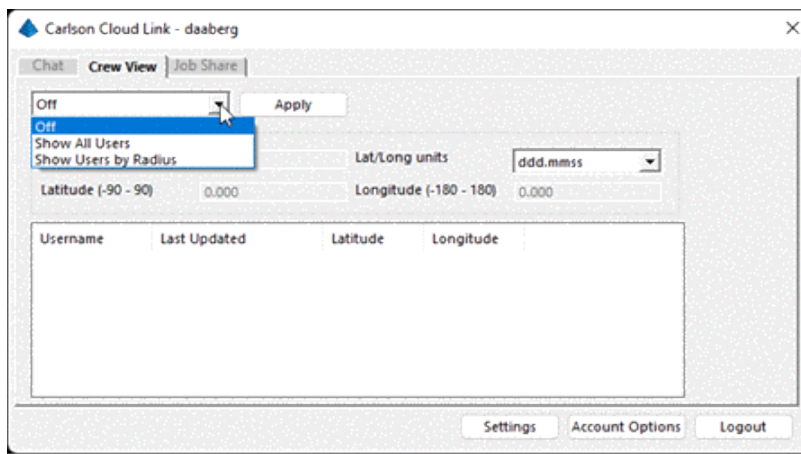 Carlson Cloud Link - daaberg
Chat Crew View Job Share
Off Apply
Off
Show All Users
Show Users by Radius
Lat/Long units ddd.mmss
Latitude (-90 - 90) 0.000 Longitude (-180 - 180) 0.000
Username Last Updated Latitude Longitude
Settings Account Options Logout